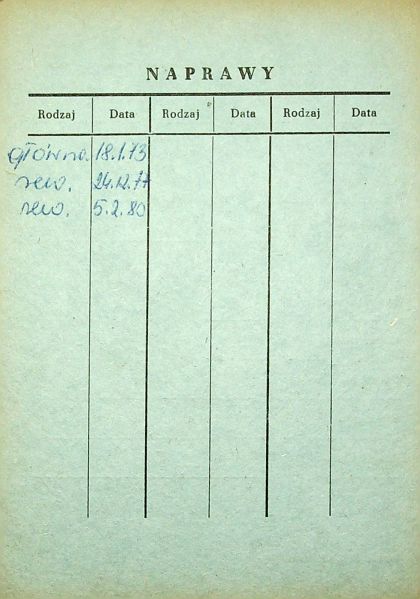 NAPRAWY
Rodzaj Data Rodzaj Data Rodzaj Data
główna 18.1.73
rew. 24.12.77
rew. 5.2.80